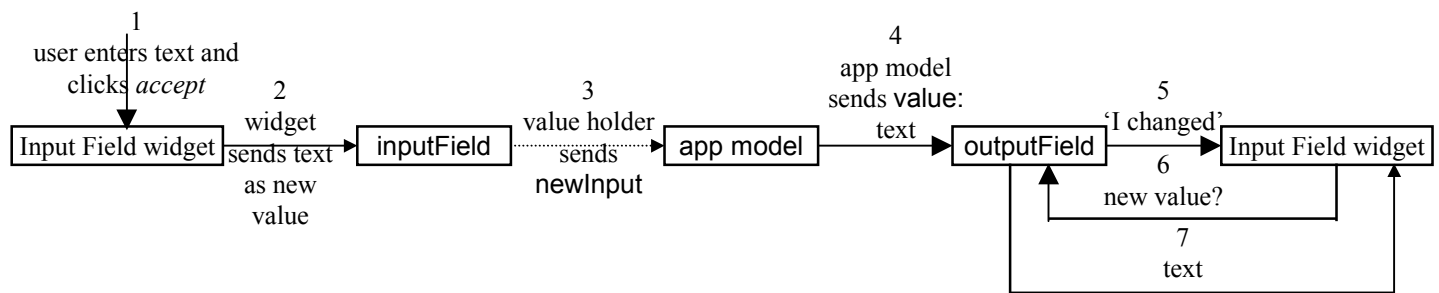 1
user enters text and
clicks accept
Input Field widget
2
widget
sends text
as new
value
inputField
3
value holder
sends
newInput
app model
4
app model
sends value:
text
outputField
5
‘I changed’
6
new value?
7
text
Input Field widget